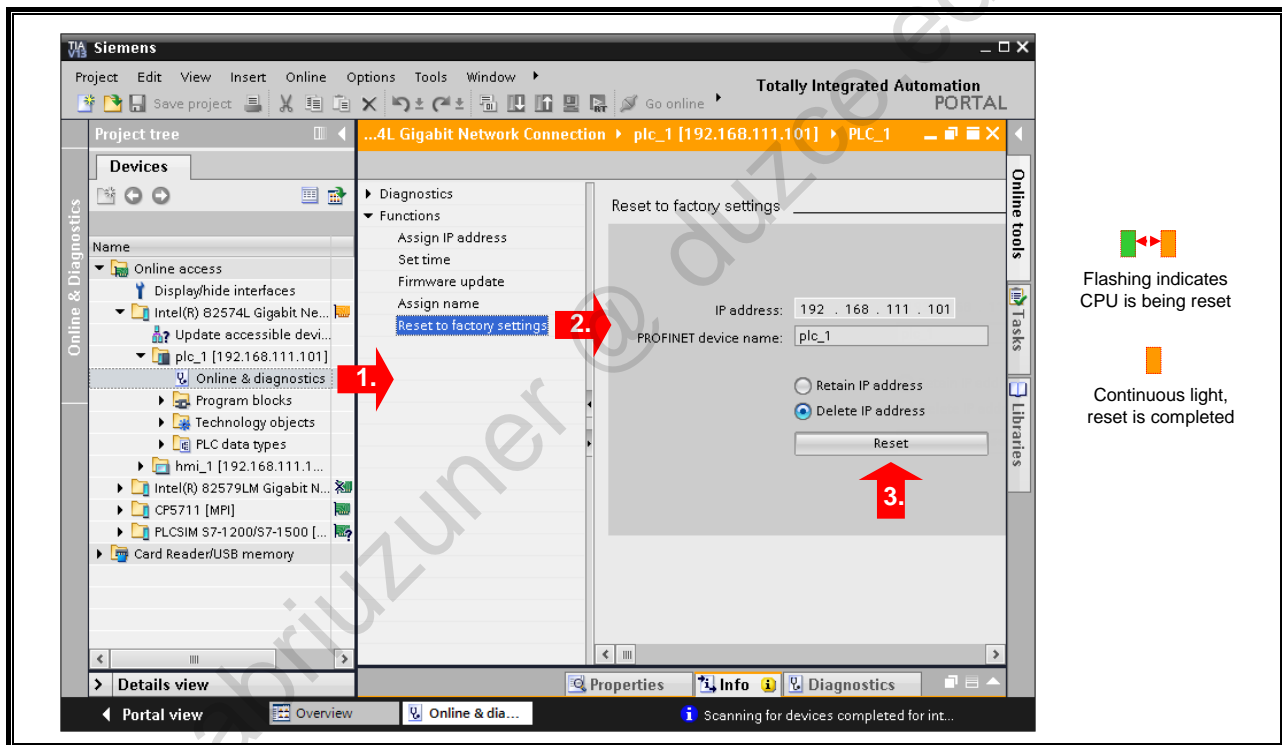 TIA V13 Siemens
Project Edit View Insert Online Options Tools Window
Totally Integrated Automation
PORTAL
Save project
Go online
Project tree
...4L Gigabit Network Connection ▸ plc_1 [192.168.111.101] ▸ PLC_1
Devices
Online & Diagnostics
Name
Online access
Display/hide interfaces
Intel(R) 82574L Gigabit Ne...
Update accessible devi...
plc_1 [192.168.111.101]
Online & diagnostics
Program blocks
Technology objects
PLC data types
hmi_1 [192.168.111.1...
Intel(R) 82579LM Gigabit N...
CP5711 [MPI]
PLCSIM S7-1200/S7-1500 [...
Card Reader/USB memory
Details view
1.
Diagnostics
Functions
Assign IP address
Set time
Firmware update
Assign name
Reset to factory settings
2.
Reset to factory settings
IP address: 192 . 168 . 111 . 101
PROFINET device name: plc_1
Retain IP address
Delete IP address
Reset
3.
Online tools
Tasks
Libraries
Properties Info Diagnostics
Portal view Overview Online & dia... Scanning for devices completed for int...
Flashing indicates
CPU is being reset
Continuous light,
reset is completed
abriuzuner @ duzce.ed